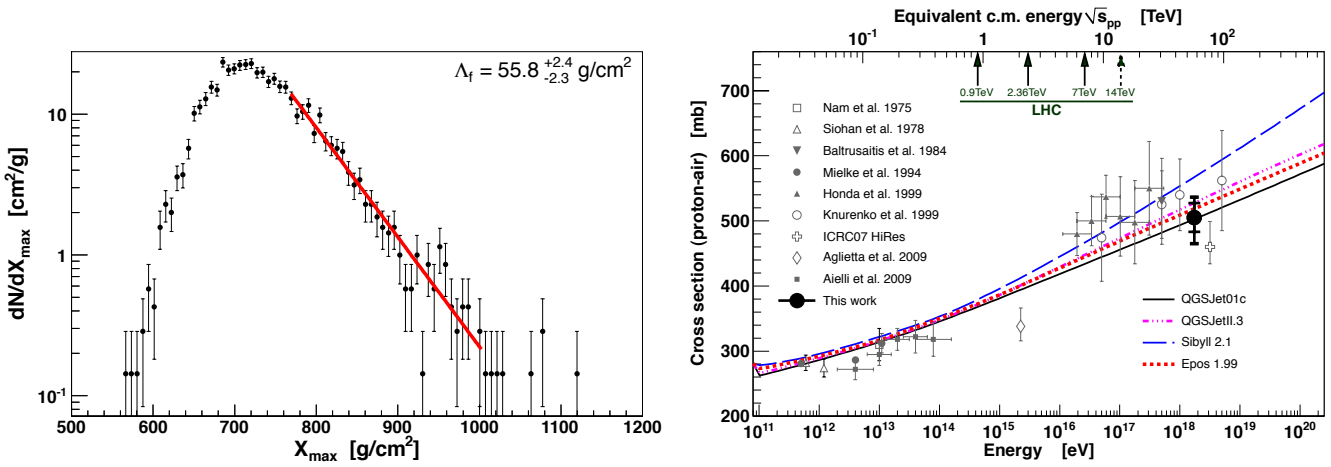 Λf = 55.8 +2.4 -2.3 g/cm²
dN/dXmax [cm²/g]
10
1
10⁻¹
500 600 700 800 900 1000 1100 1200
Xmax [g/cm²]
Equivalent c.m. energy √spp [TeV]
10⁻¹ 1 10 10²
0.9TeV 2.36TeV 7TeV 14TeV
LHC
Cross section (proton-air) [mb]
700
600
500
400
300
200
Nam et al. 1975
Siohan et al. 1978
Baltrusaitis et al. 1984
Mielke et al. 1994
Honda et al. 1999
Knurenko et al. 1999
ICRC07 HiRes
Aglietta et al. 2009
Aielli et al. 2009
This work
QGSJet01c
QGSJetII.3
Sibyll 2.1
Epos 1.99
10¹¹ 10¹² 10¹³ 10¹⁴ 10¹⁵ 10¹⁶ 10¹⁷ 10¹⁸ 10¹⁹ 10²⁰
Energy [eV]